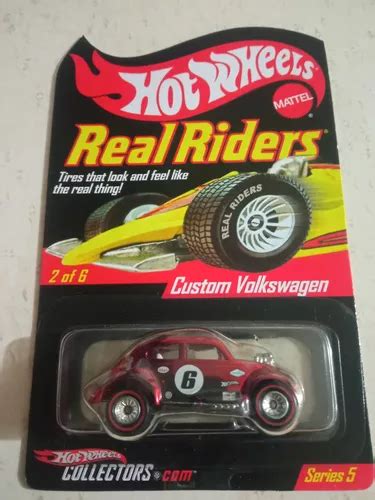 Hot Wheels
MATTEL
Real Riders®
Tires that look and feel like
the real thing!
REAL RIDERS
2 of 6
Custom Volkswagen
6
Hot Wheels
COLLECTORS.com™
Series 5